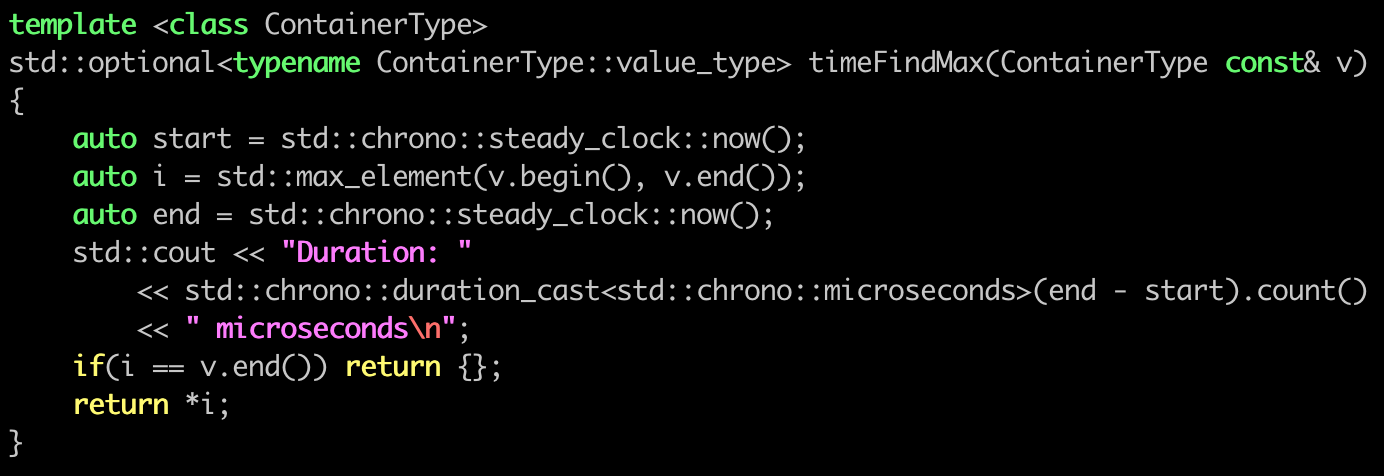 template <class ContainerType>
std::optional<typename ContainerType::value_type> timeFindMax(ContainerType const& v)
{
    auto start = std::chrono::steady_clock::now();
    auto i = std::max_element(v.begin(), v.end());
    auto end = std::chrono::steady_clock::now();
    std::cout << "Duration: "
        << std::chrono::duration_cast<std::chrono::microseconds>(end - start).count()
        << " microseconds\n";
    if(i == v.end()) return {};
    return *i;
}